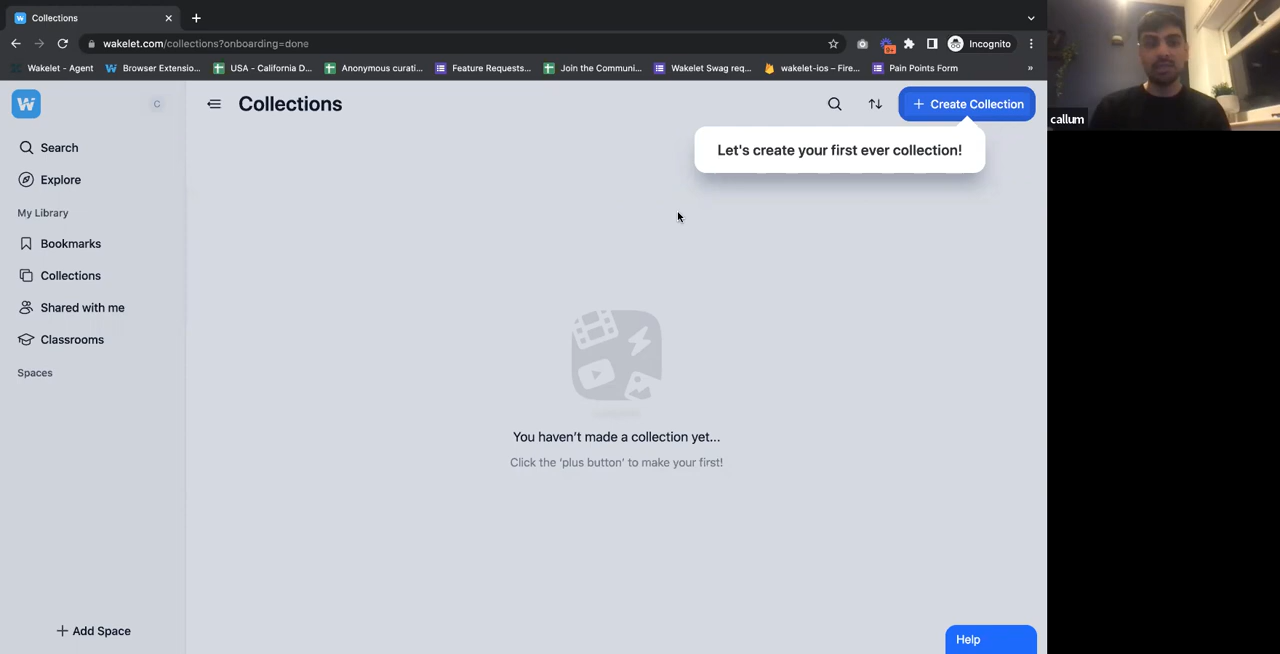 Collections
wakelet.com/collections?onboarding=done
9+
Incognito
Wakelet - Agent
Browser Extensio...
USA - California D...
Anonymous curati...
Feature Requests...
Join the Communi...
Wakelet Swag req...
wakelet-ios – Fire...
Pain Points Form
»
callum
W
C
Collections
+ Create Collection
Let's create your first ever collection!
Search
Explore
My Library
Bookmarks
Collections
Shared with me
Classrooms
Spaces
You haven't made a collection yet...
Click the 'plus button' to make your first!
+ Add Space
Help